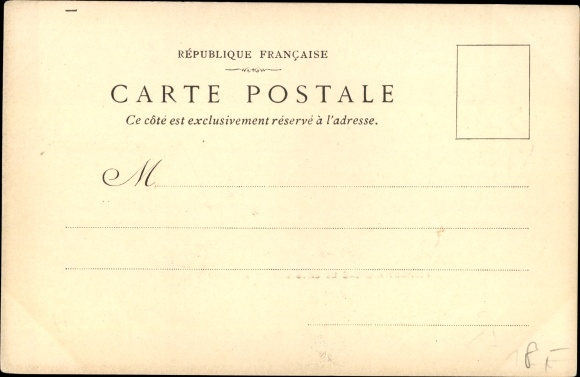 RÉPUBLIQUE FRANÇAISE
CARTE POSTALE
Ce côté est exclusivement réservé à l'adresse.
M
8F